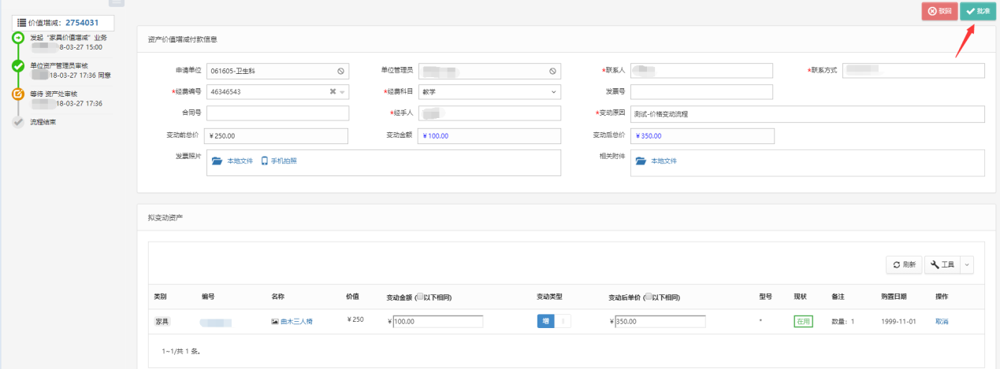 驳回 批准
价值增减：2754031
发起 "家具价值增减" 业务
8-03-27 15:00
单位资产管理员审核
18-03-27 17:36 同意
等待 资产处审核
18-03-27 17:36
流程结束
资产价值增减付款信息
申请单位 061605-卫生科 单位管理员 *联系人 *联系方式
*经费编号 46346543 *经费科目 教学 发票号
合同号 *经手人 *变动原因 测试-价格变动流程
变动前总价 ￥250.00 变动金额 ￥100.00 变动后总价 ￥350.00
发票照片 本地文件 手机拍照 相关附件 本地文件
拟变动资产
刷新 工具
类别 编号 名称 价值 变动金额 (以下相同) 变动类型 变动后单价 (以下相同) 型号 现状 备注 购置日期 操作
家具 曲木三人椅 ￥250 ￥100.00 增 ￥350.00 * 在用 数量：1 1999-11-01 取消
1~1/共 1 条。